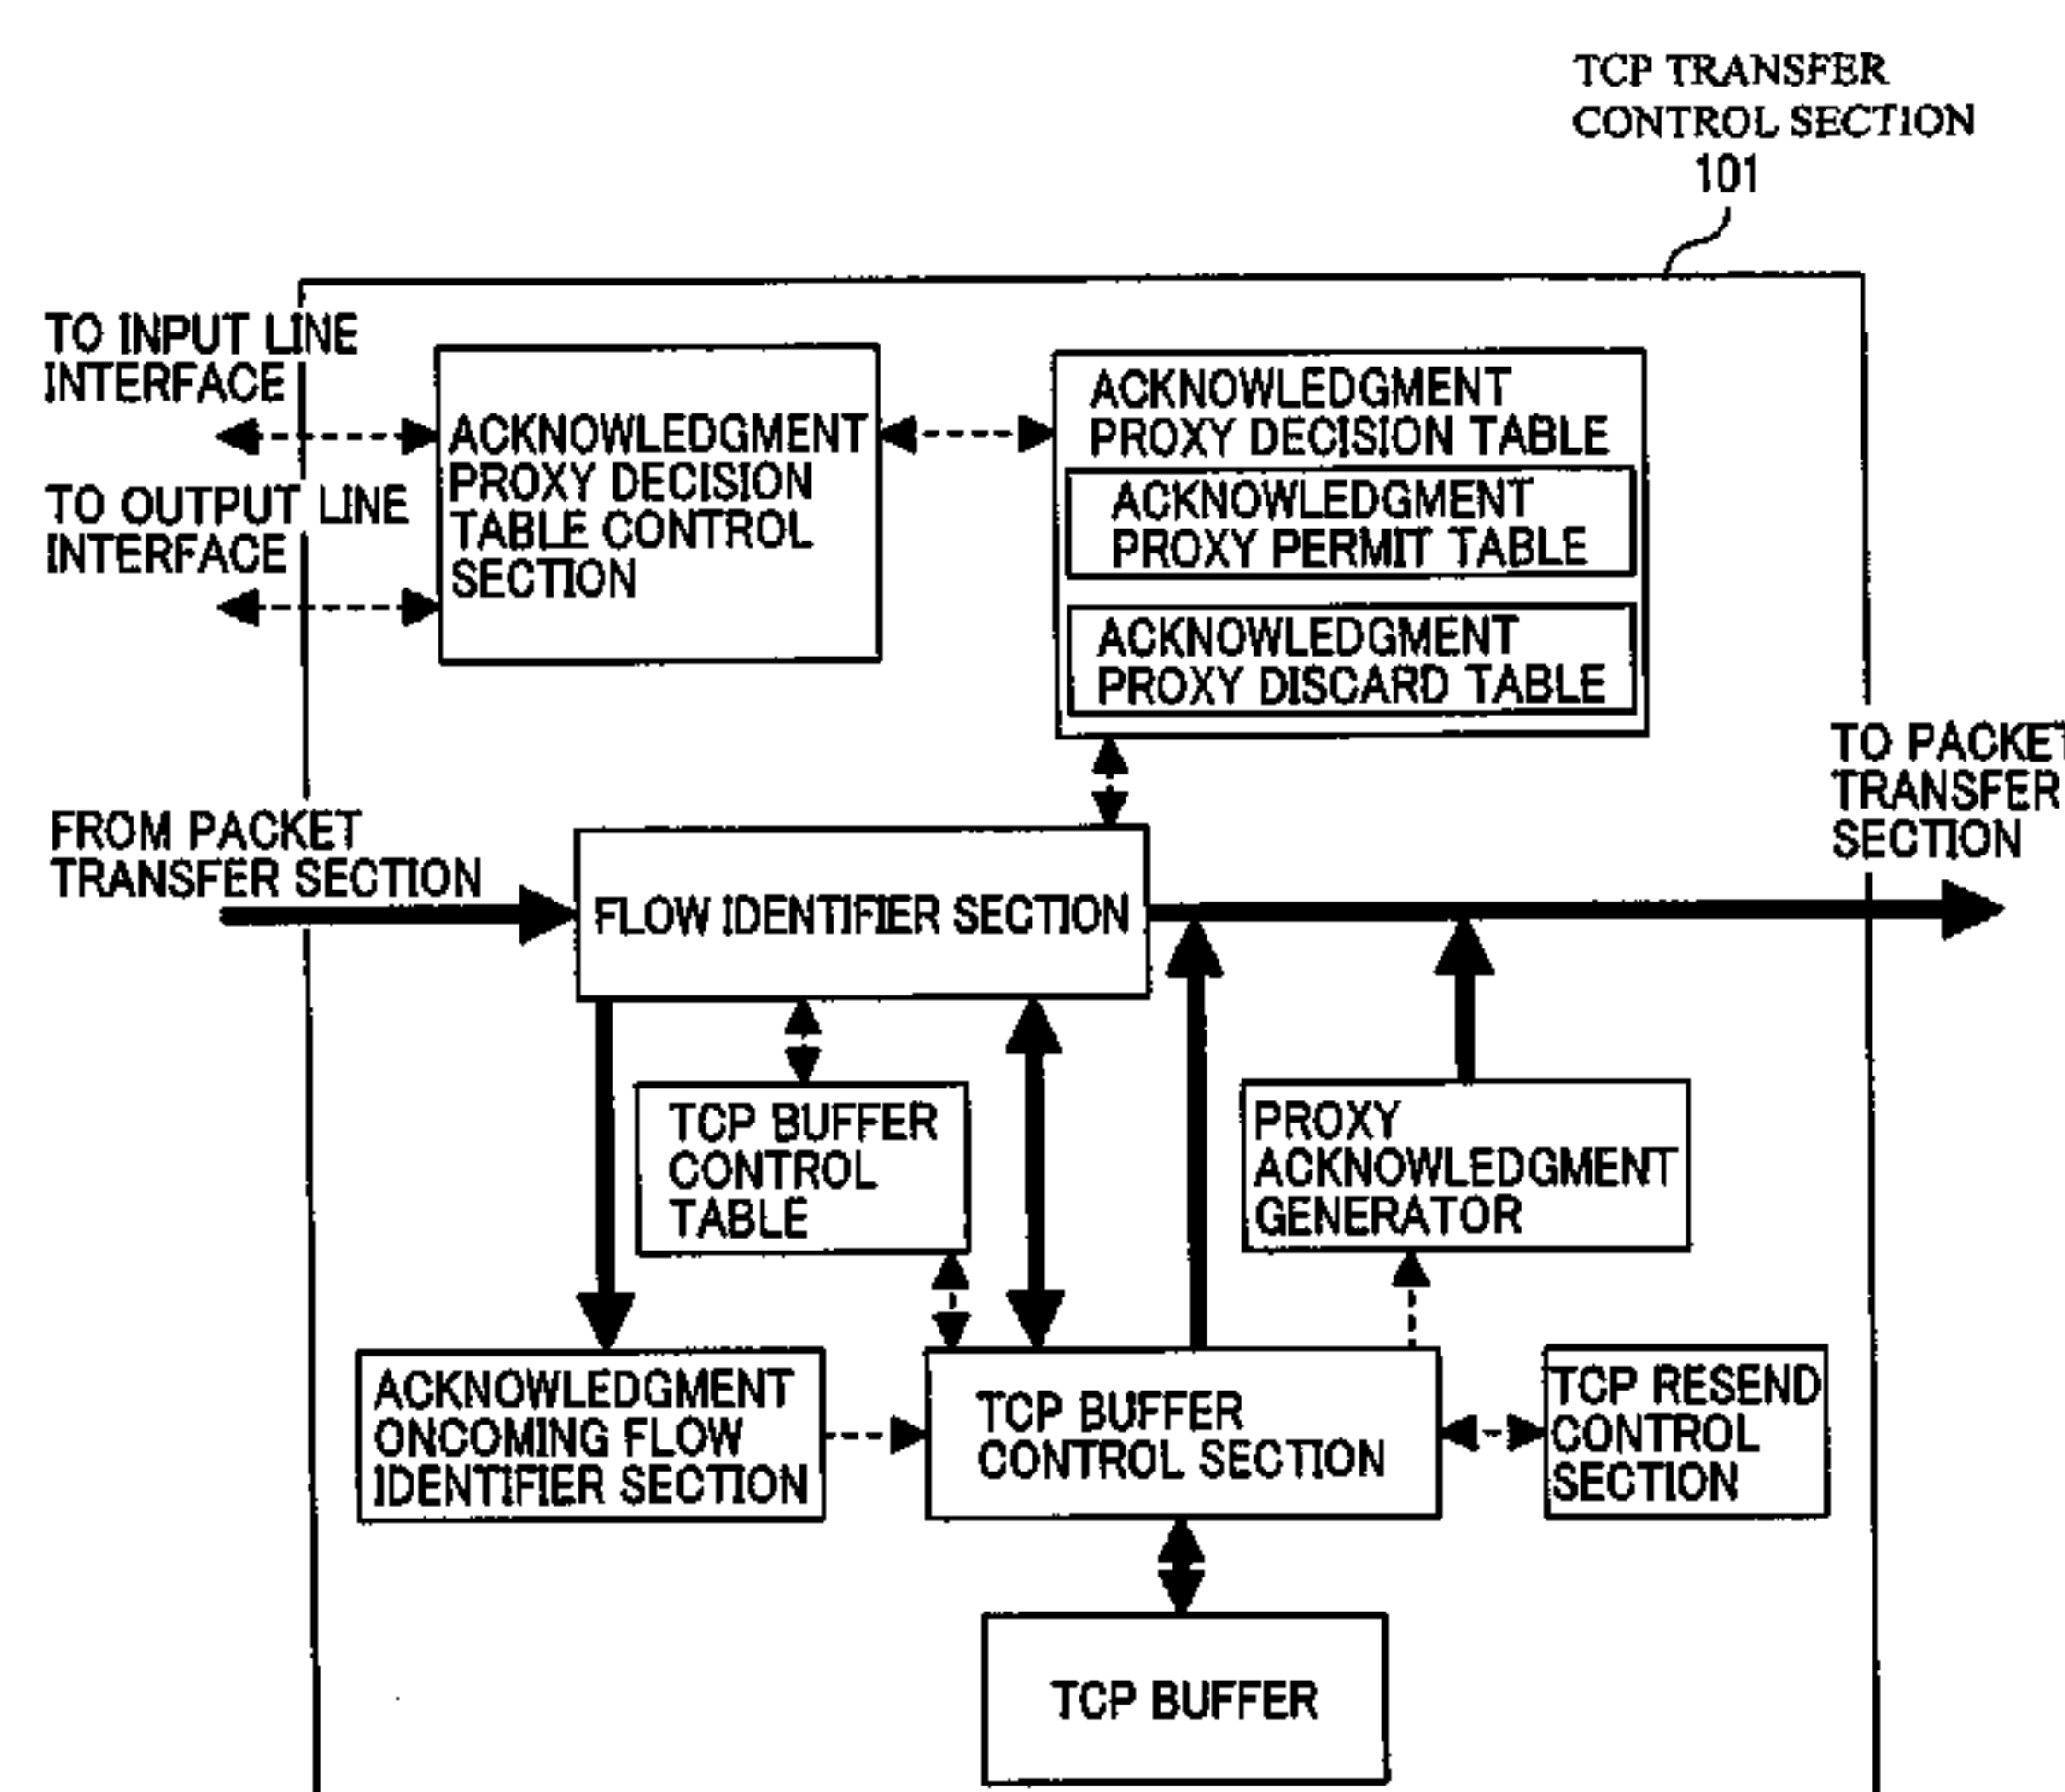 TCP TRANSFER
CONTROL SECTION
101
TO INPUT LINE
INTERFACE
TO OUTPUT LINE
INTERFACE
ACKNOWLEDGMENT
PROXY DECISION
TABLE CONTROL
SECTION
ACKNOWLEDGMENT
PROXY DECISION TABLE
ACKNOWLEDGMENT
PROXY PERMIT TABLE
ACKNOWLEDGMENT
PROXY DISCARD TABLE
FROM PACKET
TRANSFER SECTION
FLOW IDENTIFIER SECTION
TO PACKET
TRANSFER
SECTION
TCP BUFFER
CONTROL
TABLE
PROXY
ACKNOWLEDGMENT
GENERATOR
ACKNOWLEDGMENT
ONCOMING FLOW
IDENTIFIER SECTION
TCP BUFFER
CONTROL SECTION
TCP RESEND
CONTROL
SECTION
TCP BUFFER